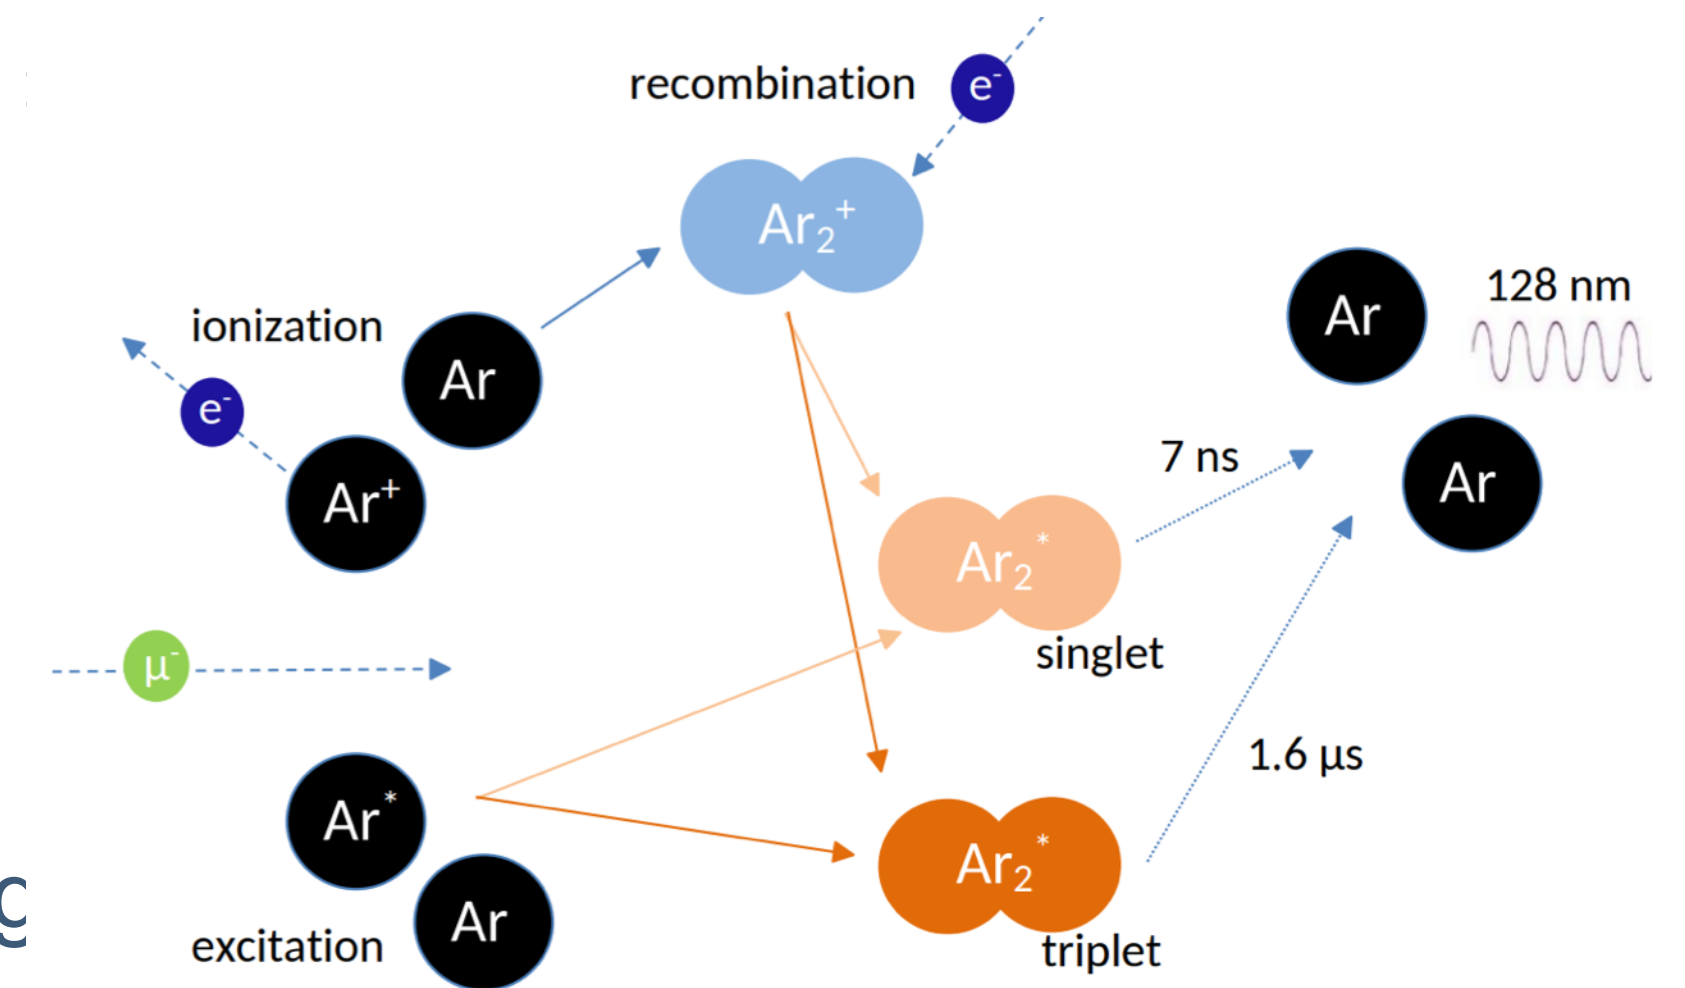 recombination
e⁻
Ar₂⁺
ionization
Ar
e⁻
Ar⁺
Ar
128 nm
7 ns
Ar
Ar₂*
singlet
μ⁻
1.6 μs
Ar*
Ar
excitation
Ar₂*
triplet
g